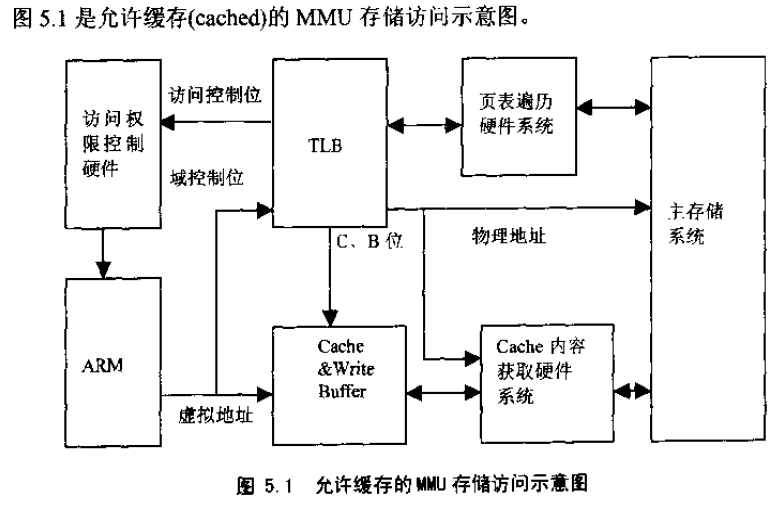 图 5.1 是允许缓存(cached)的 MMU 存储访问示意图。
访问权
限控制
硬件
访问控制位
域控制位
TLB
页表遍历
硬件系统
主存储
系统
C、B 位
物理地址
ARM
虚拟地址
Cache
&Write
Buffer
Cache 内容
获取硬件
系统
图 5.1 允许缓存的 MMU 存储访问示意图